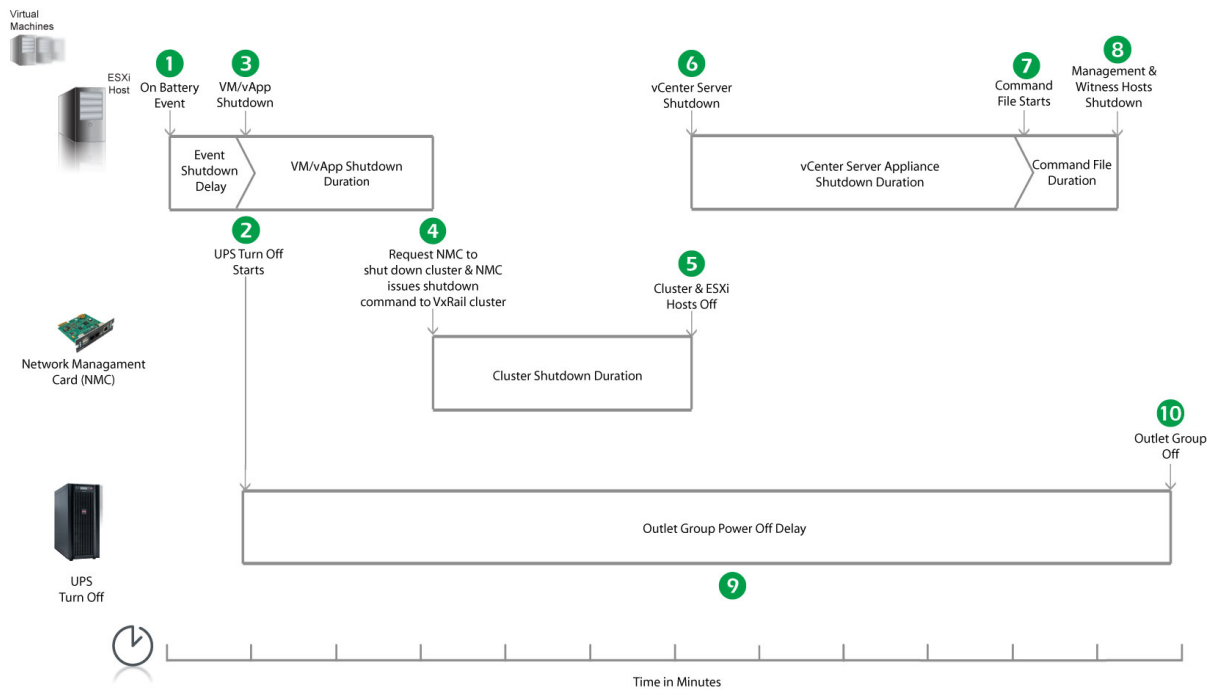 Virtual
Machines
ESXi
Host
1
On Battery
Event
3
VM/vApp
Shutdown
6
vCenter Server
Shutdown
7
Command
File Starts
8
Management &
Witness Hosts
Shutdown
Event
Shutdown
Delay
VM/vApp Shutdown
Duration
vCenter Server Appliance
Shutdown Duration
Command File
Duration
2
UPS Turn Off
Starts
4
Request NMC to
shut down cluster & NMC
issues shutdown
command to VxRail cluster
5
Cluster & ESXi
Hosts Off
Network Managament
Card (NMC)
Cluster Shutdown Duration
10
Outlet Group
Off
Outlet Group Power Off Delay
9
UPS
Turn Off
Time in Minutes